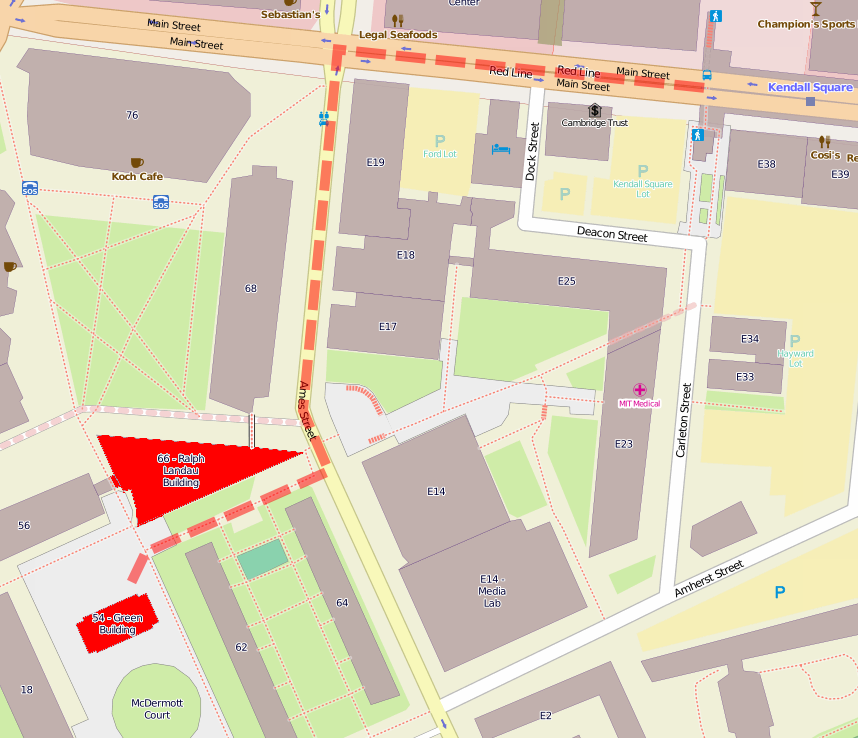 Center
Sebastian's
Main Street
Legal Seafoods
Champion's Sports
Main Street
Red Line
Red Line
Main Street
Main Street
Kendall Square
76
Cambridge Trust
P
Ford Lot
E19
Dock Street
Cosi's
Re
E38
E39
Koch Cafe
P
Kendall Square
Lot
P
SOS
SOS
Deacon Street
E18
E25
68
E17
E34
P
Hayward
Lot
E33
MIT Medical
Ames Street
Carleton Street
E23
66 - Ralph
Landau
Building
E14
56
E14 -
Media
Lab
Amherst Street
P
64
54 - Green
Building
62
18
McDermott
Court
E2